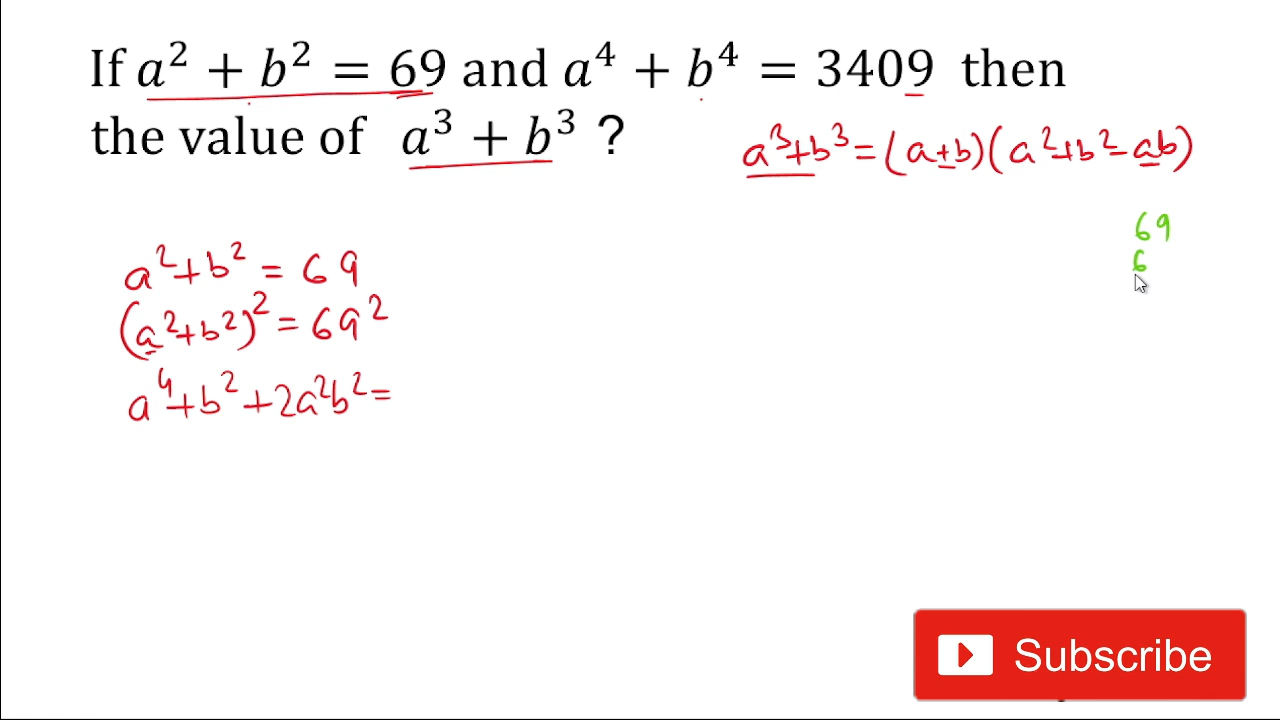 If a² + b² = 69 and a⁴ + b⁴ = 3409 then
the value of a³ + b³ ?
a³+b³=(a+b)(a²+b²-ab)
69
6
a²+b² = 69
(a²+b²)² = 69²
a⁴+b²+2a²b²=
Subscribe